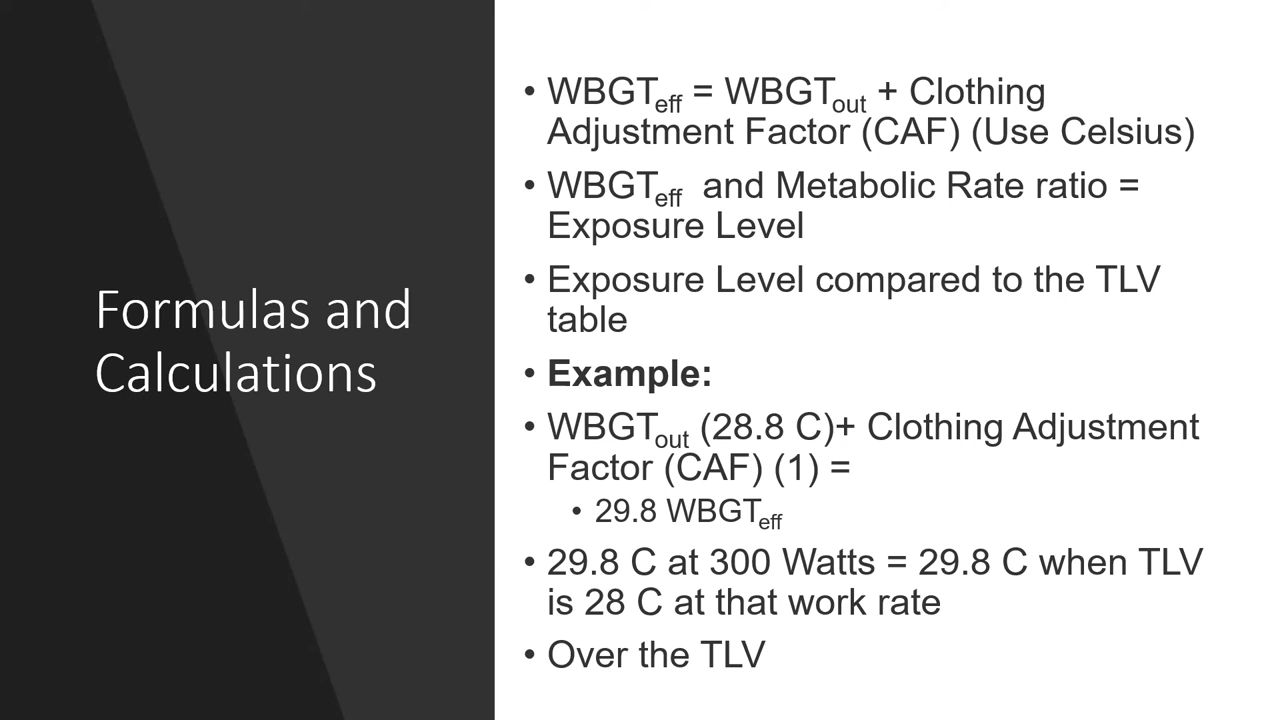 Formulas and
Calculations
• WBGTeff = WBGTout + Clothing
Adjustment Factor (CAF) (Use Celsius)
• WBGTeff and Metabolic Rate ratio =
Exposure Level
• Exposure Level compared to the TLV
table
• Example:
• WBGTout (28.8 C)+ Clothing Adjustment
Factor (CAF) (1) =
• 29.8 WBGTeff
• 29.8 C at 300 Watts = 29.8 C when TLV
is 28 C at that work rate
• Over the TLV